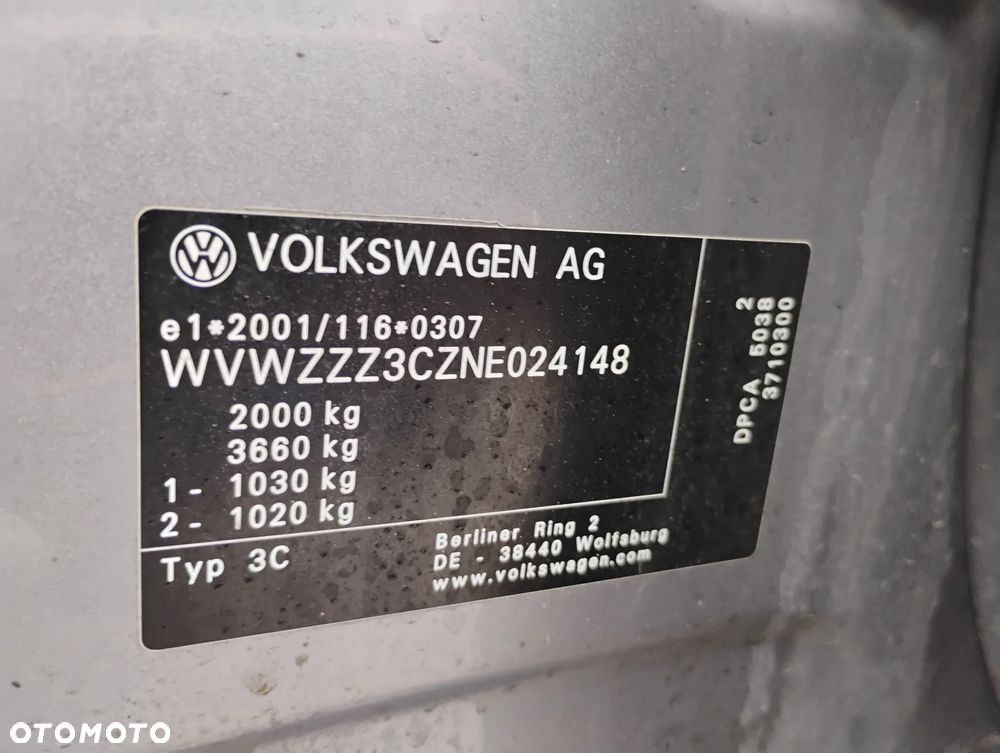 VOLKSWAGEN AG
e1*2001/116*0307
WVWZZZ3CZNE024148
2000 kg
3660 kg
1- 1030 kg
2- 1020 kg
Typ 3C
Berliner Ring 2
DE - 38440 Wolfsburg
www.volkswagen.com
2
DPCA 5038
3710300
OTOMOTO